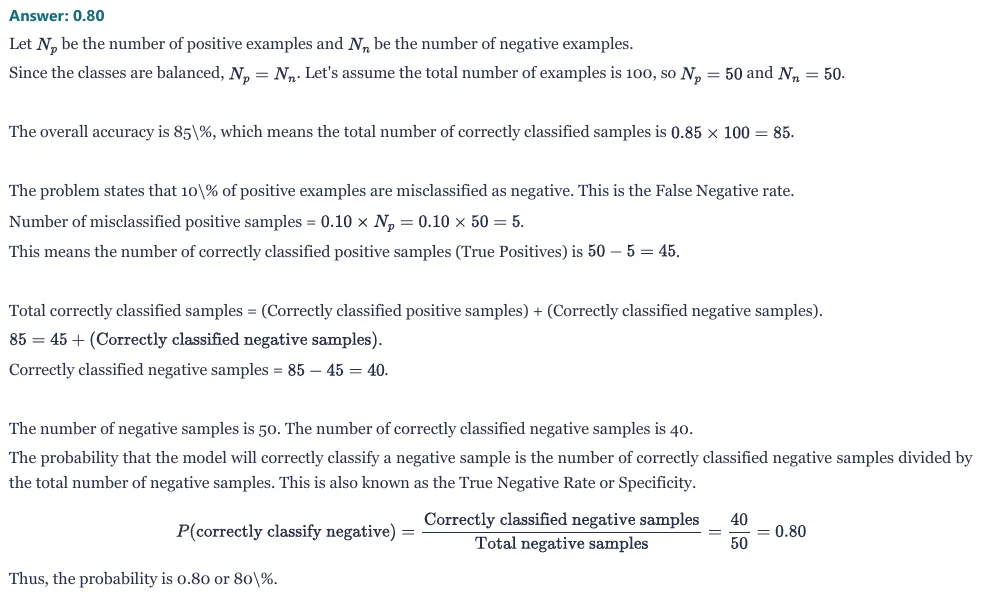 Answer: 0.80
Let N_p be the number of positive examples and N_n be the number of negative examples.
Since the classes are balanced, N_p = N_n. Let's assume the total number of examples is 100, so N_p = 50 and N_n = 50.
The overall accuracy is 85\%, which means the total number of correctly classified samples is 0.85 × 100 = 85.
The problem states that 10\% of positive examples are misclassified as negative. This is the False Negative rate.
Number of misclassified positive samples = 0.10 × N_p = 0.10 × 50 = 5.
This means the number of correctly classified positive samples (True Positives) is 50 − 5 = 45.
Total correctly classified samples = (Correctly classified positive samples) + (Correctly classified negative samples).
85 = 45 + (Correctly classified negative samples).
Correctly classified negative samples = 85 − 45 = 40.
The number of negative samples is 50. The number of correctly classified negative samples is 40.
The probability that the model will correctly classify a negative sample is the number of correctly classified negative samples divided by
the total number of negative samples. This is also known as the True Negative Rate or Specificity.
P(correctly classify negative) = Correctly classified negative samples / Total negative samples = 40 / 50 = 0.80
Thus, the probability is 0.80 or 80\%.